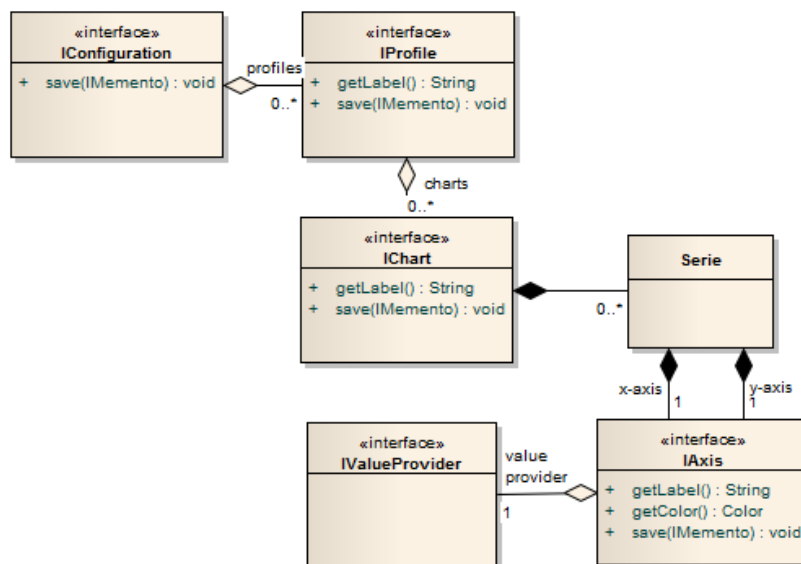 «interface»
IConfiguration
+ save(IMemento) : void
profiles
0..*
«interface»
IProfile
+ getLabel() : String
+ save(IMemento) : void
charts
0..*
«interface»
IChart
+ getLabel() : String
+ save(IMemento) : void
0..*
Serie
x-axis
1
y-axis
1
«interface»
IValueProvider
value
provider
1
«interface»
IAxis
+ getLabel() : String
+ getColor() : Color
+ save(IMemento) : void